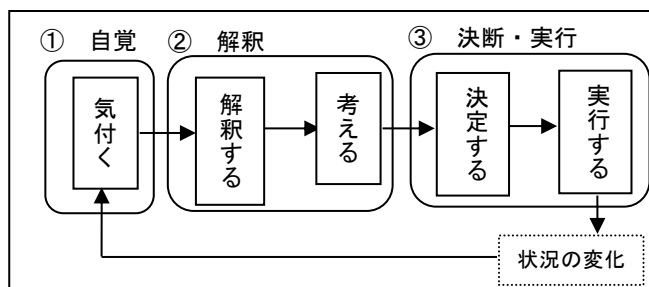 ① 自覚
② 解釈
③ 決断・実行
気付く
解釈する
考える
決定する
実行する
状況の変化